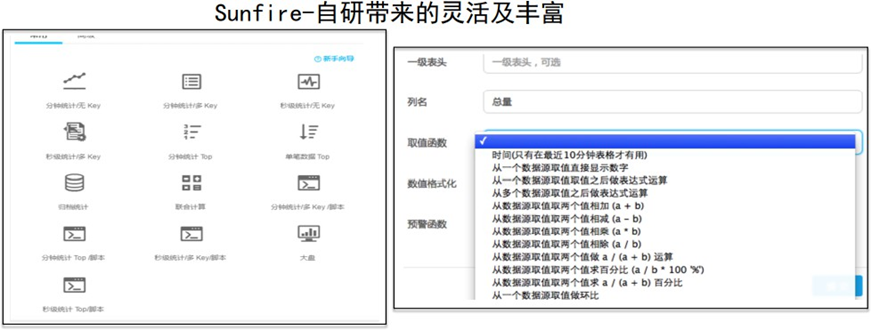 Sunfire-自研带来的灵活及丰富
新手向导
分钟统计/无 Key
分钟统计/多 Key
秒级统计/无 Key
秒级统计/多 Key
分钟统计 Top
单笔数据 Top
归档统计
联合计算
分钟统计/多 Key /脚本
分钟统计 Top /脚本
秒级统计/多 Key/脚本
大盘
秒级统计 Top/脚本
一级表头
一级表头，可选
列名
总量
取值函数
时间(只有在最近10分钟表格才有用)
从一个数据源取值直接显示数字
从一个数据源取值取值之后做表达式运算
从多个数据源取值之后做表达式运算
从数据源取值取两个值相加 (a + b)
从数据源取值取两个值相减 (a - b)
从数据源取值取两个值相乘 (a * b)
从数据源取值取两个值相除 (a / b)
从数据源取值取两个值做 a / (a + b) 运算
从数据源取值取两个值求百分比 (a / b * 100 '%')
从数据源取值取两个值求 a / (a + b) 百分比
从一个数据源取值做环比
数值格式化
预警函数